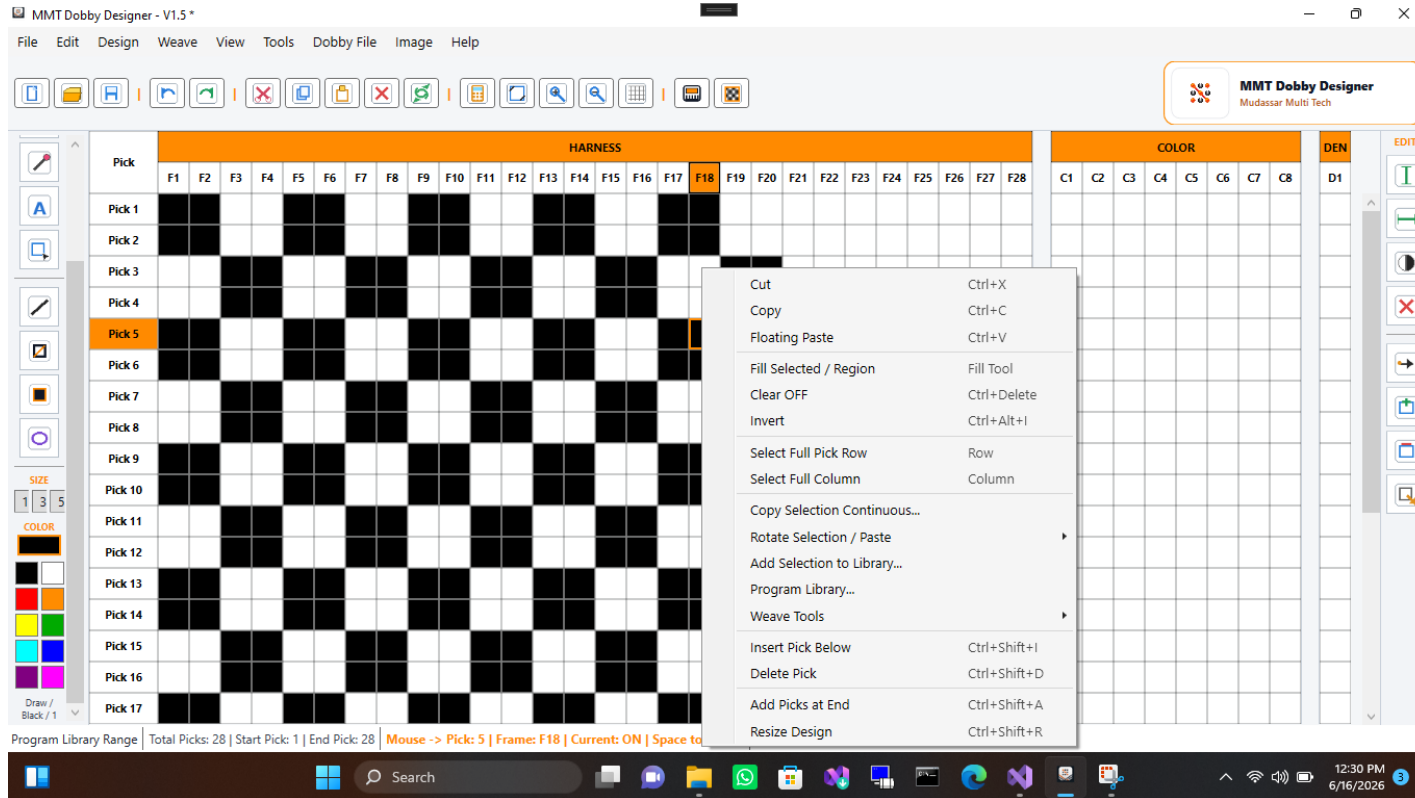 MMT Dobby Designer - V1.5 *
File Edit Design Weave View Tools Dobby File Image Help
MMT Dobby Designer
Mudassar Multi Tech
Pick
HARNESS
COLOR
DEN
EDIT
F1 F2 F3 F4 F5 F6 F7 F8 F9 F10 F11 F12 F13 F14 F15 F16 F17 F18 F19 F20 F21 F22 F23 F24 F25 F26 F27 F28 C1 C2 C3 C4 C5 C6 C7 C8 D1
A
Pick 1
Pick 2
Pick 3
Pick 4
Pick 5
Pick 6
Pick 7
Pick 8
Pick 9
Pick 10
Pick 11
Pick 12
Pick 13
Pick 14
Pick 15
Pick 16
Pick 17
SIZE
1 3 5
COLOR
Draw /
Black / 1
Cut Ctrl+X
Copy Ctrl+C
Floating Paste Ctrl+V
Fill Selected / Region Fill Tool
Clear OFF Ctrl+Delete
Invert Ctrl+Alt+I
Select Full Pick Row Row
Select Full Column Column
Copy Selection Continuous...
Rotate Selection / Paste
Add Selection to Library...
Program Library...
Weave Tools
Insert Pick Below Ctrl+Shift+I
Delete Pick Ctrl+Shift+D
Add Picks at End Ctrl+Shift+A
Resize Design Ctrl+Shift+R
Program Library Range Total Picks: 28 | Start Pick: 1 | End Pick: 28 Mouse -> Pick: 5 | Frame: F18 | Current: ON | Space to
Search
12:30 PM
6/16/2026
3